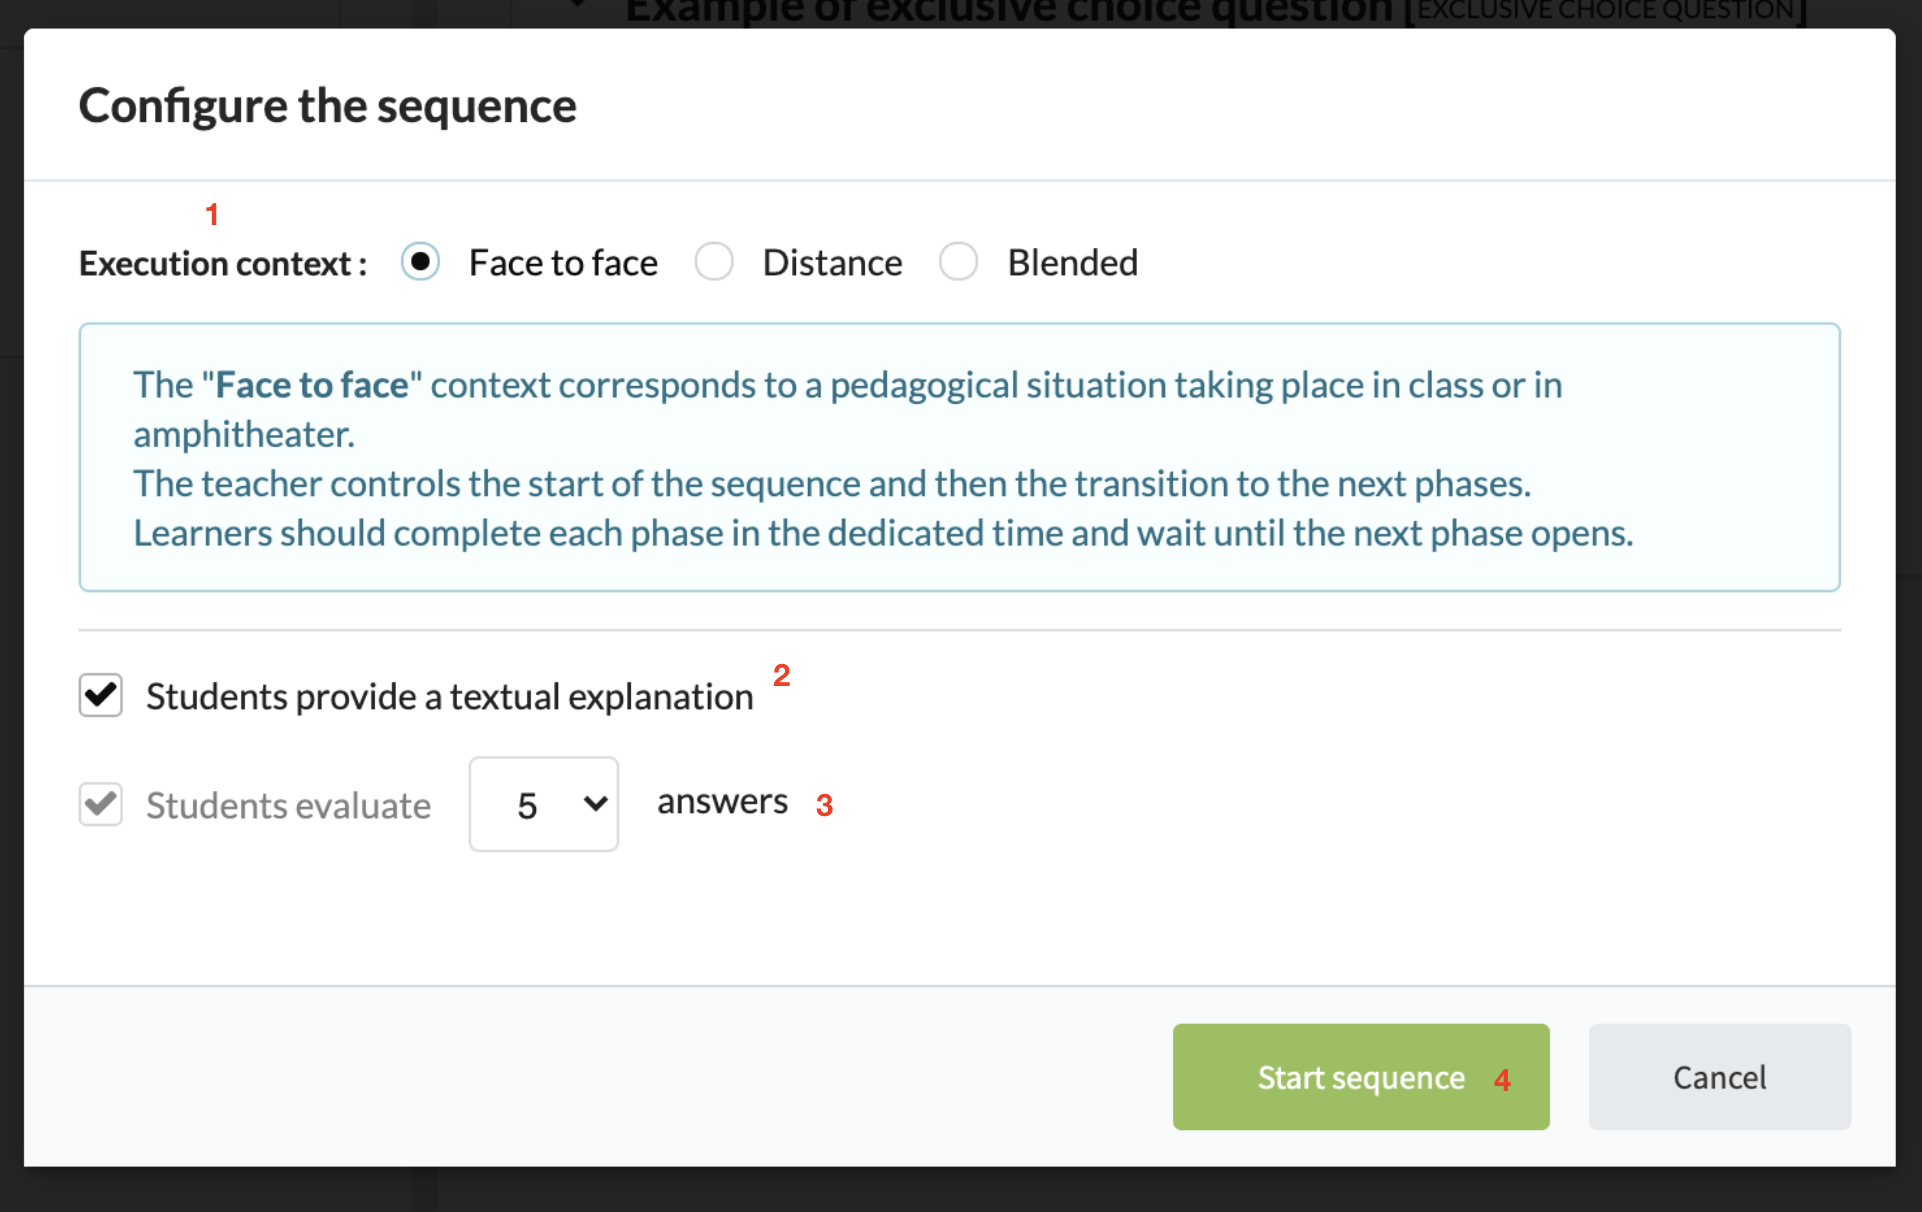 Example of exclusive choice question [EXCLUSIVE CHOICE QUESTION]
Configure the sequence
1
Execution context : Face to face Distance Blended
The "Face to face" context corresponds to a pedagogical situation taking place in class or in
amphitheater.
The teacher controls the start of the sequence and then the transition to the next phases.
Learners should complete each phase in the dedicated time and wait until the next phase opens.
Students provide a textual explanation 2
Students evaluate 5 answers 3
Start sequence 4 Cancel